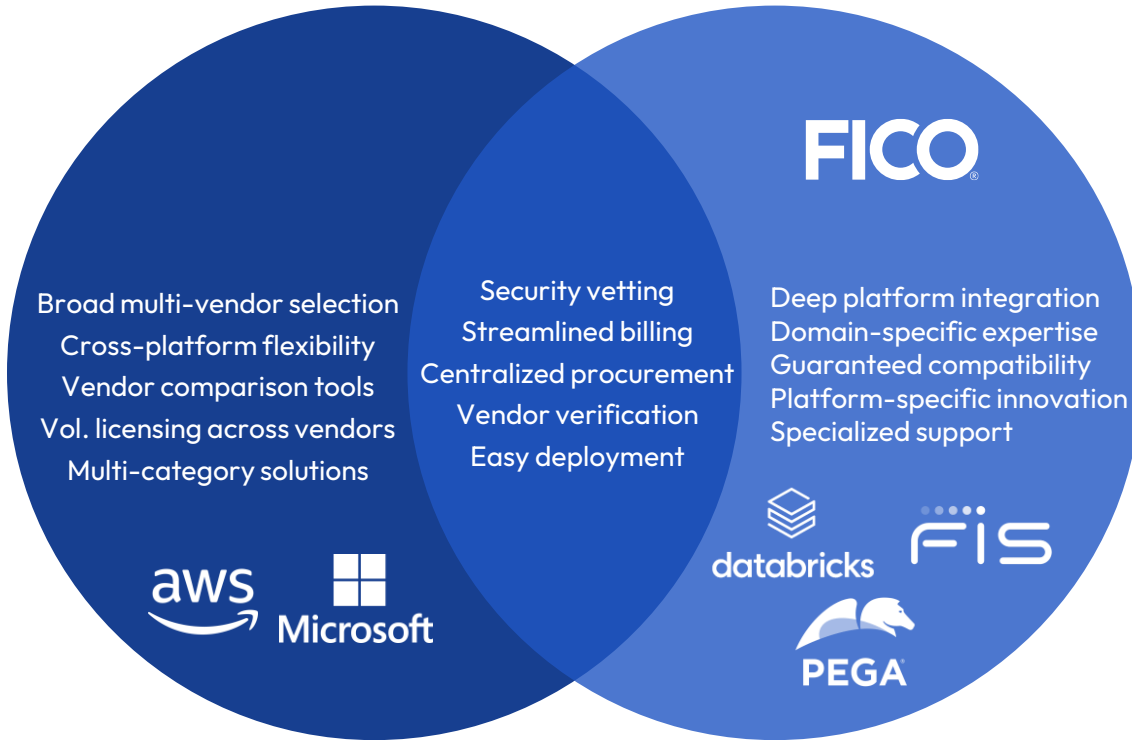 FICO®
Broad multi-vendor selection
Cross-platform flexibility
Vendor comparison tools
Vol. licensing across vendors
Multi-category solutions
aws
Microsoft
Security vetting
Streamlined billing
Centralized procurement
Vendor verification
Easy deployment
Deep platform integration
Domain-specific expertise
Guaranteed compatibility
Platform-specific innovation
Specialized support
databricks
FIS
PEGA